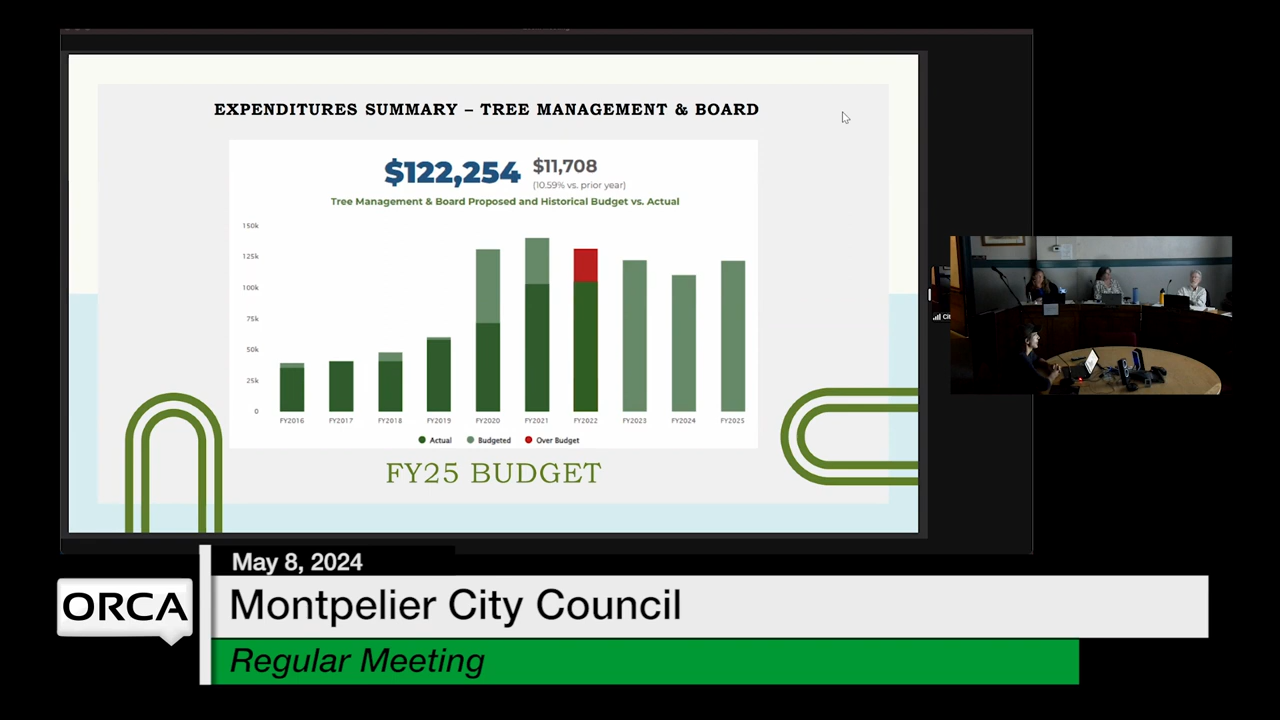 EXPENDITURES SUMMARY – TREE MANAGEMENT & BOARD
$122,254 $11,708
(10.59% vs. prior year)
Tree Management & Board Proposed and Historical Budget vs. Actual
150k
125k
100k
75k
50k
25k
0
FY2016 FY2017 FY2018 FY2019 FY2020 FY2021 FY2022 FY2023 FY2024 FY2025
Actual Budgeted Over Budget
FY25 BUDGET
May 8, 2024
ORCA
Montpelier City Council
Regular Meeting